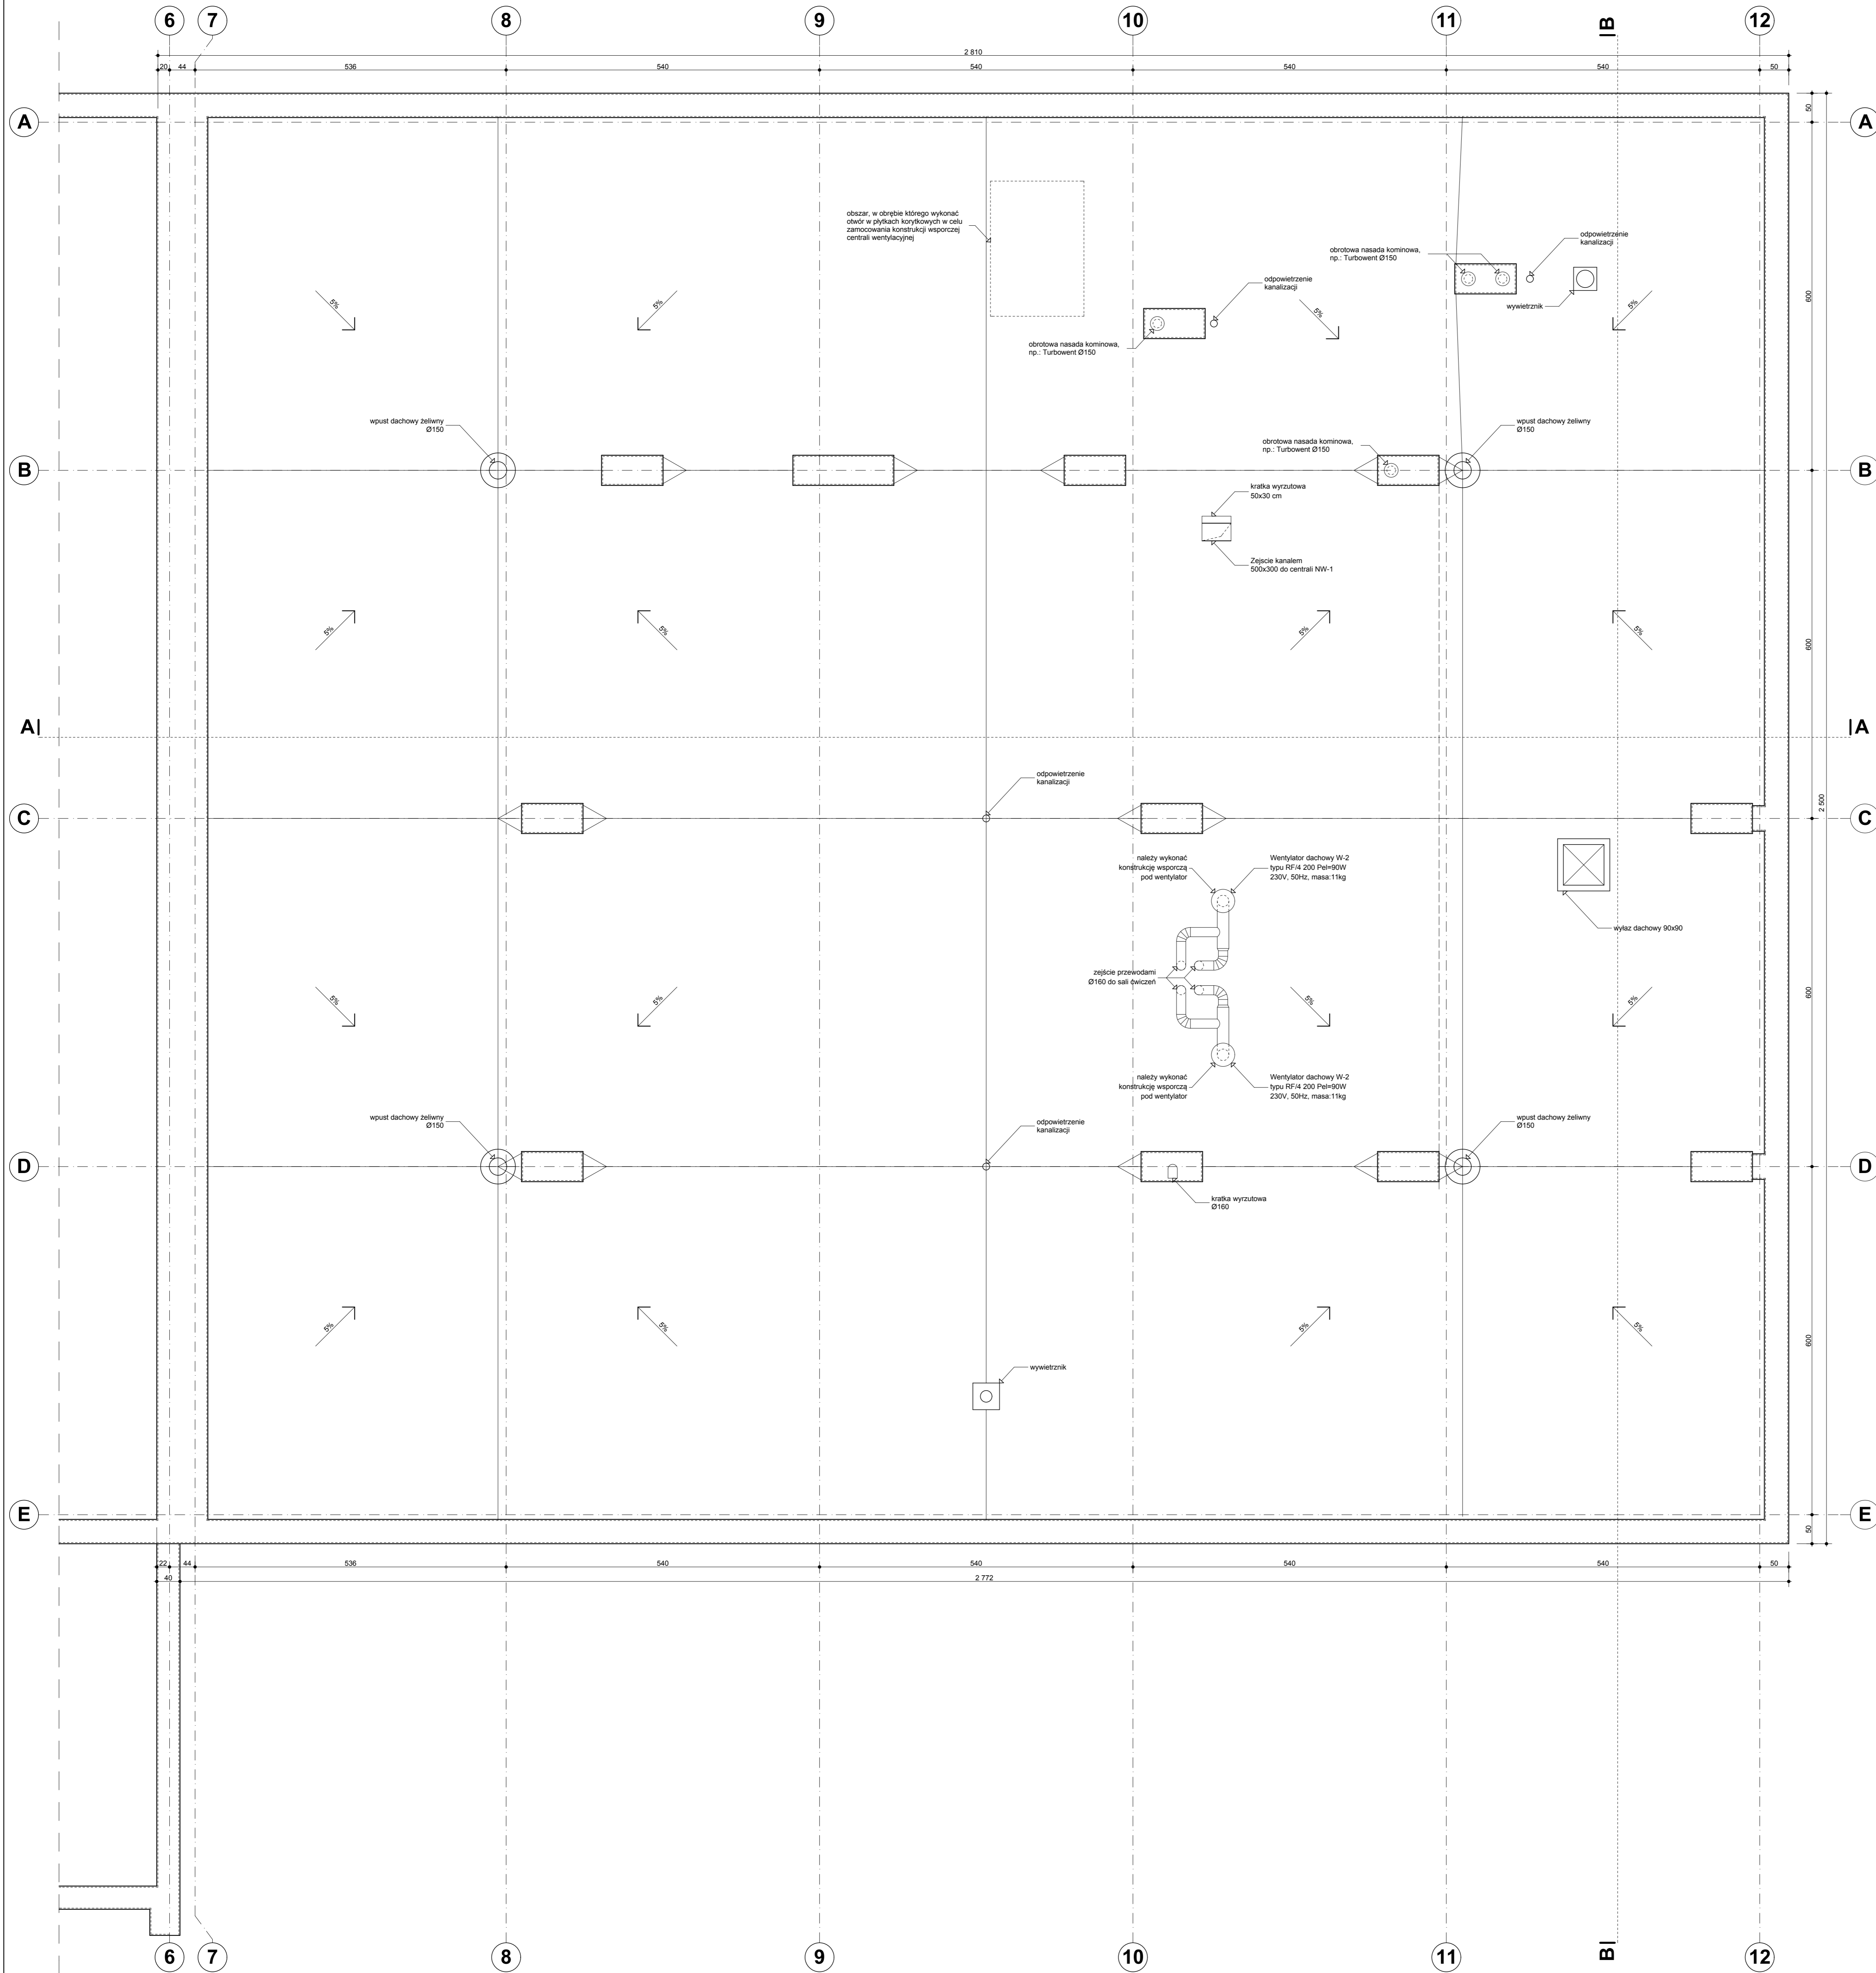 6
7
8
9
10
11
B
12
2 810
20
44
536
540
540
540
540
50
A
A
50
obszar, w obrębie którego wykonać
otwór w płytkach korytkowych w celu
zamocowania konstrukcji wsporczej
centrali wentylacyjnej
odpowietrzenie
kanalizacji
obrotowa nasada kominowa,
np.: Turbowent Ø150
odpowietrzenie
kanalizacji
wywietrznik
5%
5%
5%
5%
600
obrotowa nasada kominowa,
np.: Turbowent Ø150
wpust dachowy żeliwny
Ø150
obrotowa nasada kominowa,
np.: Turbowent Ø150
wpust dachowy żeliwny
Ø150
B
B
kratka wyrzutowa
50x30 cm
Zejscie kanalem
500x300 do centrali NW-1
5%
5%
5%
5%
600
A
A
odpowietrzenie
kanalizacji
2 500
C
C
należy wykonać
konstrukcję wsporczą
pod wentylator
Wentylator dachowy W-2
typu RF/4 200 Pel=90W
230V, 50Hz, masa:11kg
wyłaz dachowy 90x90
zejście przewodami
Ø160 do sali ćwiczeń
5%
5%
5%
5%
600
należy wykonać
konstrukcję wsporczą
pod wentylator
Wentylator dachowy W-2
typu RF/4 200 Pel=90W
230V, 50Hz, masa:11kg
wpust dachowy żeliwny
Ø150
odpowietrzenie
kanalizacji
wpust dachowy żeliwny
Ø150
D
D
kratka wyrzutowa
Ø160
5%
5%
5%
5%
600
wywietrznik
E
E
50
22
44
536
540
540
540
540
50
40
2 772
6
7
8
9
10
11
B
12